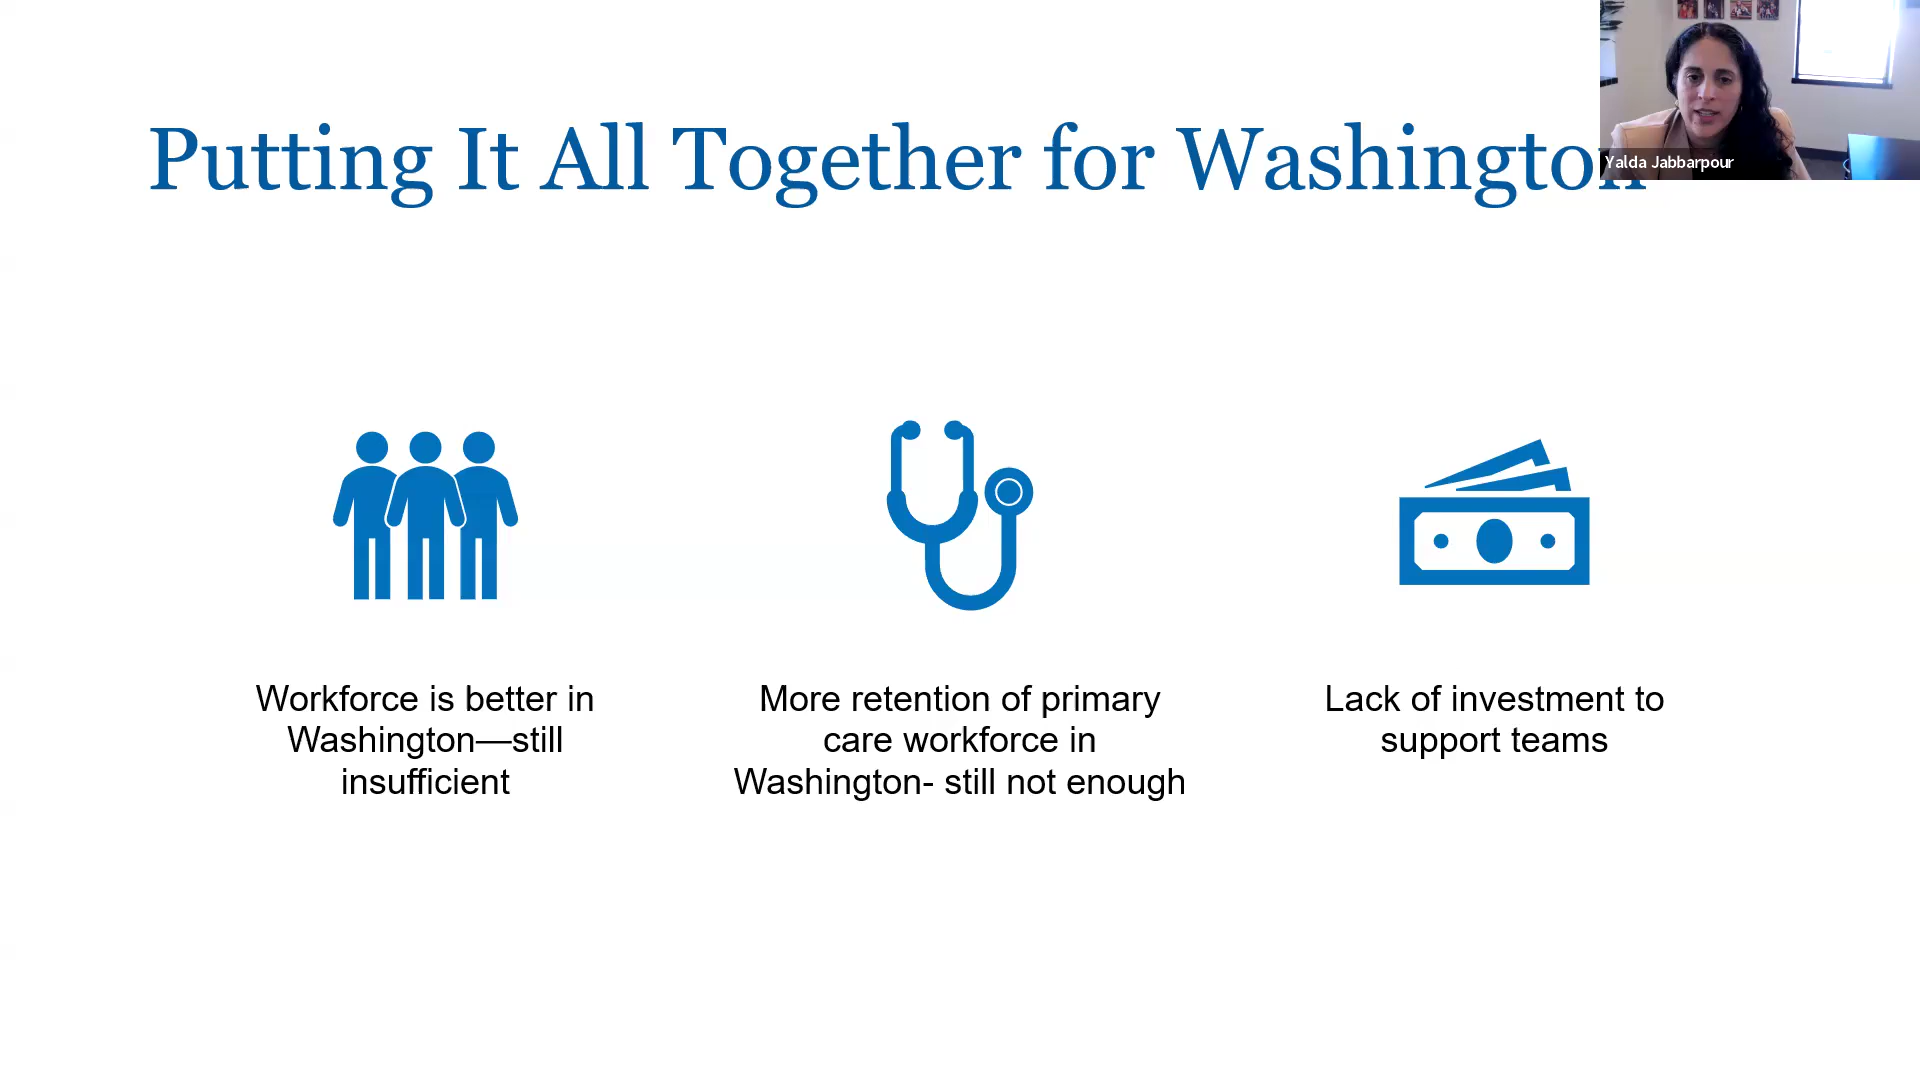 Putting It All Together for Washington
Yalda Jabbarpour
Workforce is better in
Washington—still
insufficient
More retention of primary
care workforce in
Washington- still not enough
Lack of investment to
support teams